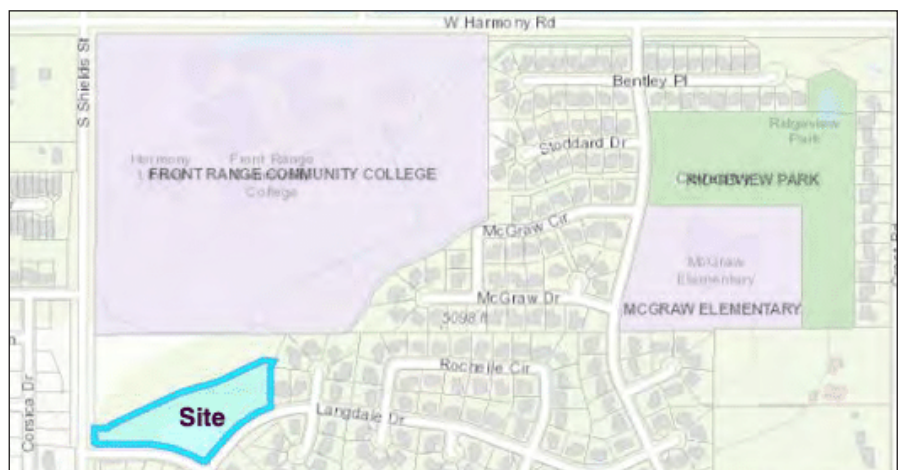 W Harmony Rd
S Shields St
Bentley Pl
Ridgeview
Park
Stoddard Dr
Harmony
Front Range
FRONT RANGE COMMUNITY COLLEGE
College
RIDGEVIEW PARK
McGraw Cir
McGraw
Elementary
McGraw Dr
MCGRAW ELEMENTARY
5098 ft
Rochelle Cir
Corsica Dr
Site
Langdale Dr